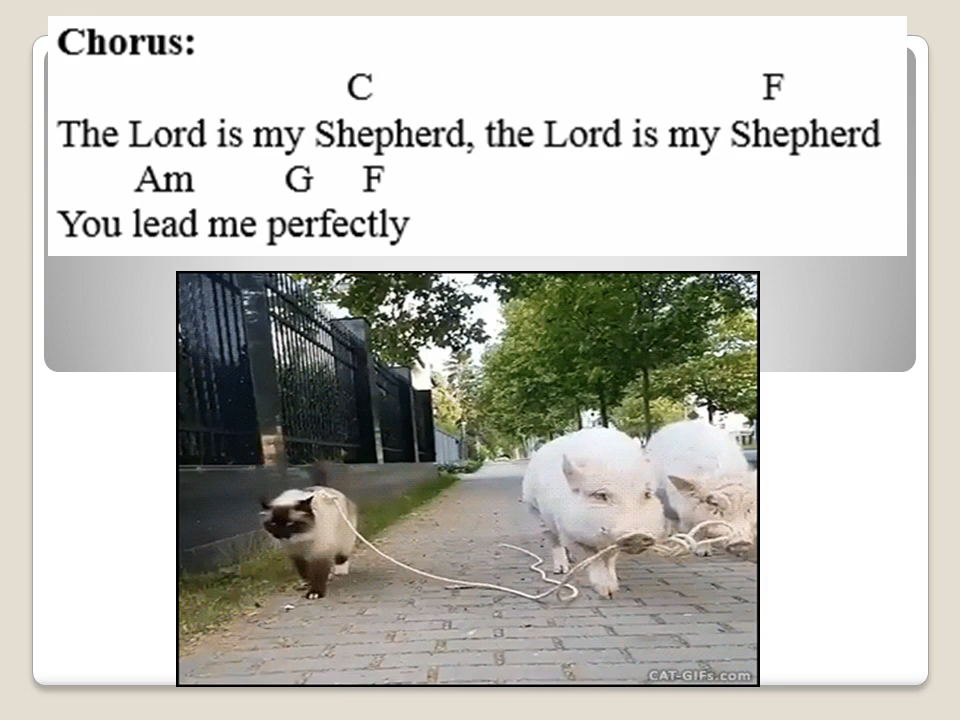 Chorus:
C F
The Lord is my Shepherd, the Lord is my Shepherd
Am G F
You lead me perfectly
CAT-GIFs.com